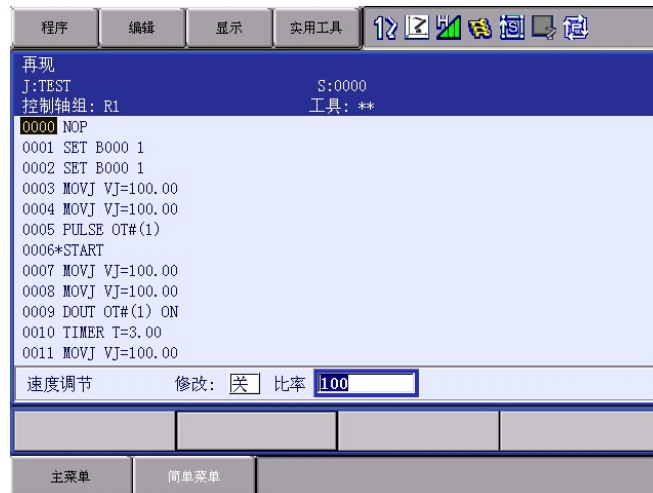 程序 编辑 显示 实用工具
再现
J:TEST S:0000
控制轴组: R1 工具: **
0000 NOP
0001 SET B000 1
0002 SET B000 1
0003 MOVJ VJ=100.00
0004 MOVJ VJ=100.00
0005 PULSE OT#(1)
0006*START
0007 MOVJ VJ=100.00
0008 MOVJ VJ=100.00
0009 DOUT OT#(1) ON
0010 TIMER T=3.00
0011 MOVJ VJ=100.00
速度调节 修改: 关 比率 100
主菜单 简单菜单